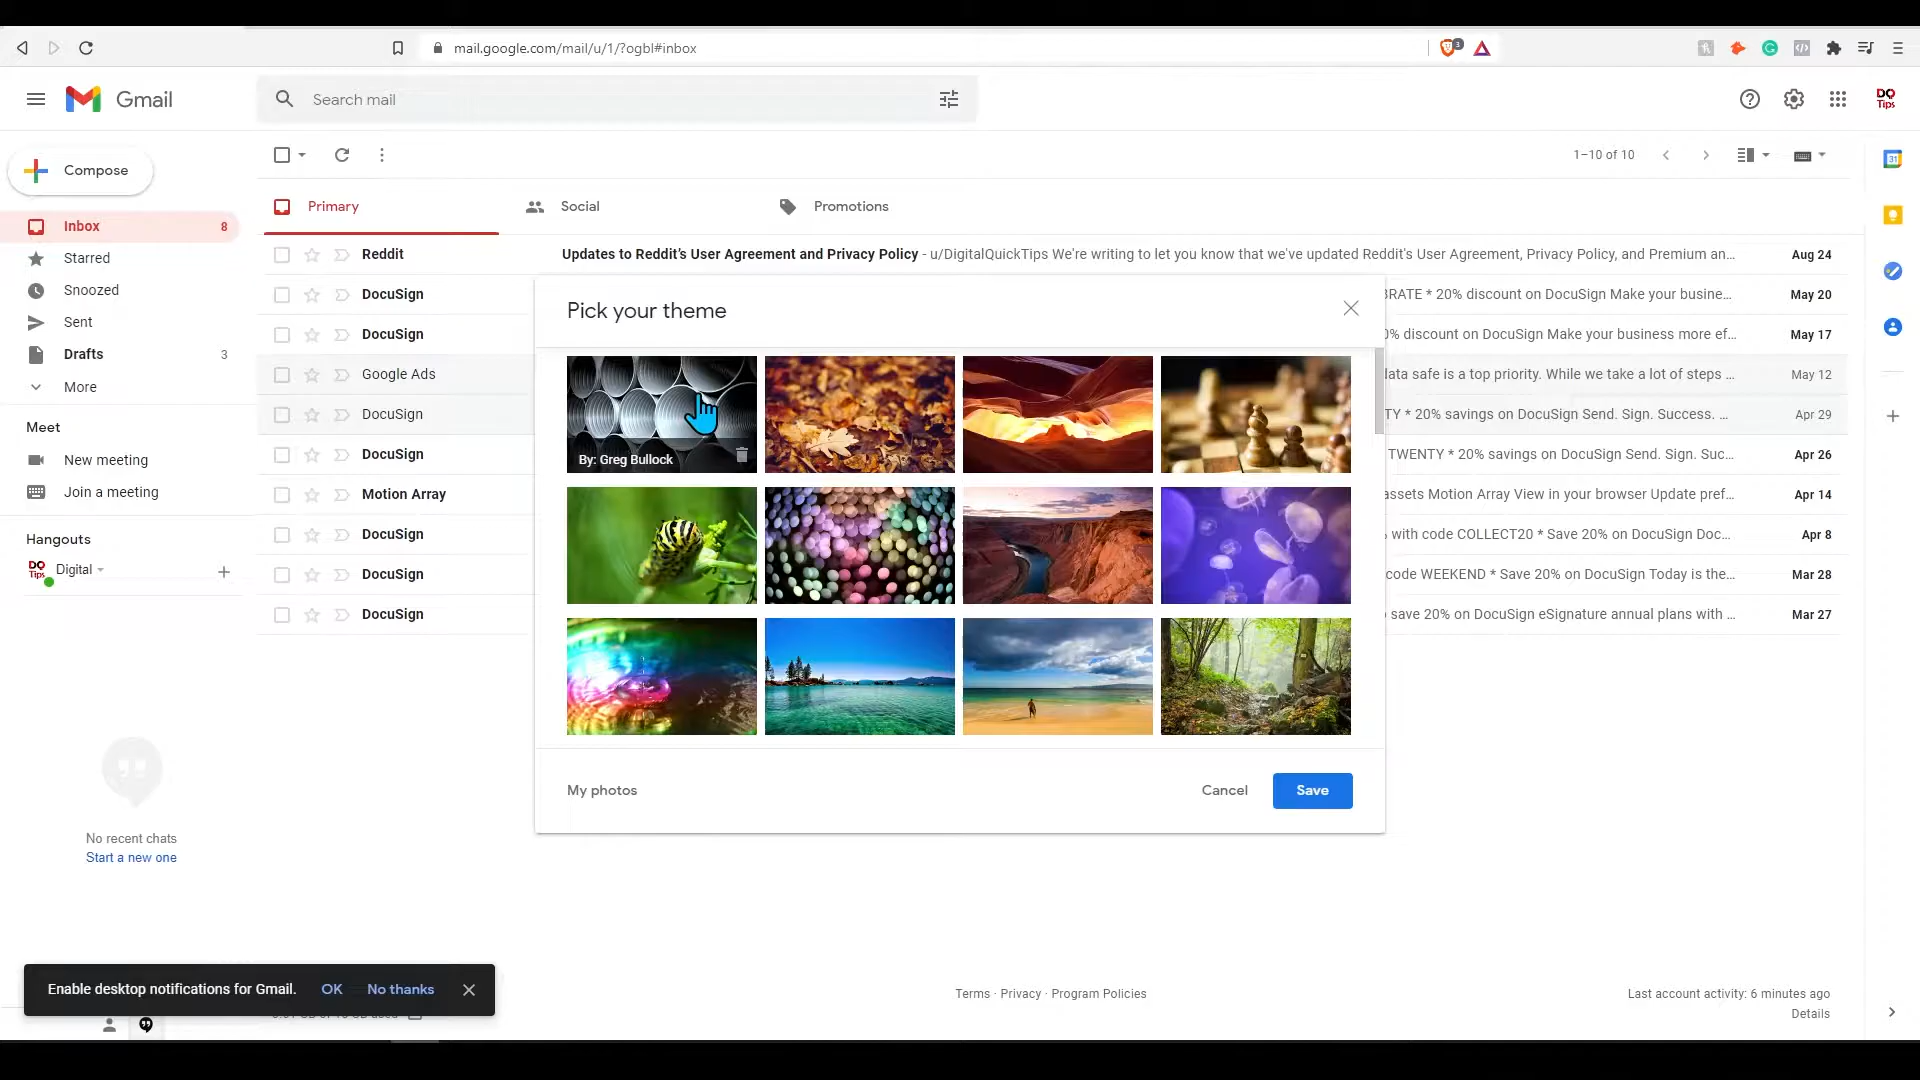 mail.google.com/mail/u/1/?ogbl#inbox
3
Gmail
Search mail
DQ
Tips
Compose
1–10 of 10
Primary
Social
Promotions
Inbox 8
Starred
Snoozed
Sent
Drafts 3
More
Meet
New meeting
Join a meeting
Hangouts
DQ
Tips
Digital
No recent chats
Start a new one
Reddit Updates to Reddit's User Agreement and Privacy Policy - u/DigitalQuickTips We're writing to let you know that we've updated Reddit's User Agreement, Privacy Policy, and Premium an... Aug 24
DocuSign BRATE * 20% discount on DocuSign Make your busine... May 20
DocuSign 0% discount on DocuSign Make your business more ef... May 17
Google Ads data safe is a top priority. While we take a lot of steps ... May 12
DocuSign TY * 20% savings on DocuSign Send. Sign. Success. ... Apr 29
DocuSign TWENTY * 20% savings on DocuSign Send. Sign. Suc... Apr 26
Motion Array assets Motion Array View in your browser Update pref... Apr 14
DocuSign with code COLLECT20 * Save 20% on DocuSign Doc... Apr 8
DocuSign code WEEKEND * Save 20% on DocuSign Today is the... Mar 28
DocuSign save 20% on DocuSign eSignature annual plans with ... Mar 27
Pick your theme
By: Greg Bullock
My photos
Cancel
Save
31
Enable desktop notifications for Gmail. OK No thanks
Terms · Privacy · Program Policies
Last account activity: 6 minutes ago
Details